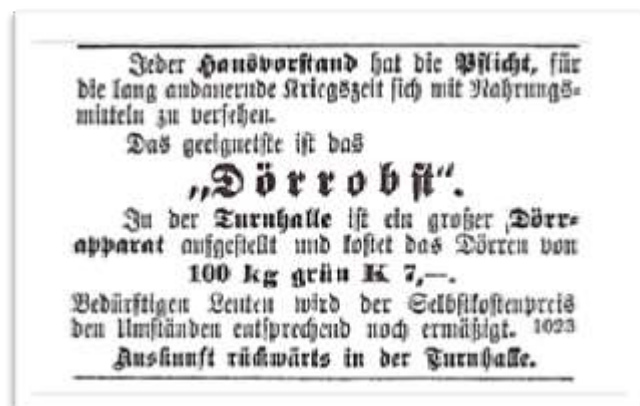 Jeder Hausvorstand hat die Pflicht, für
die lang andauernde Kriegszeit sich mit Nahrungs-
mitteln zu versehen.
Das geeignetste ist das
„Dörrobst“.
In der Turnhalle ist ein großer Dörr-
apparat aufgestellt und kostet das Dörren von
100 kg grün K 7,—.
Bedürftigen Leuten wird der Selbstkostenpreis
den Umständen entsprechend noch ermäßigt. 1023
Auskunft rückwärts in der Turnhalle.